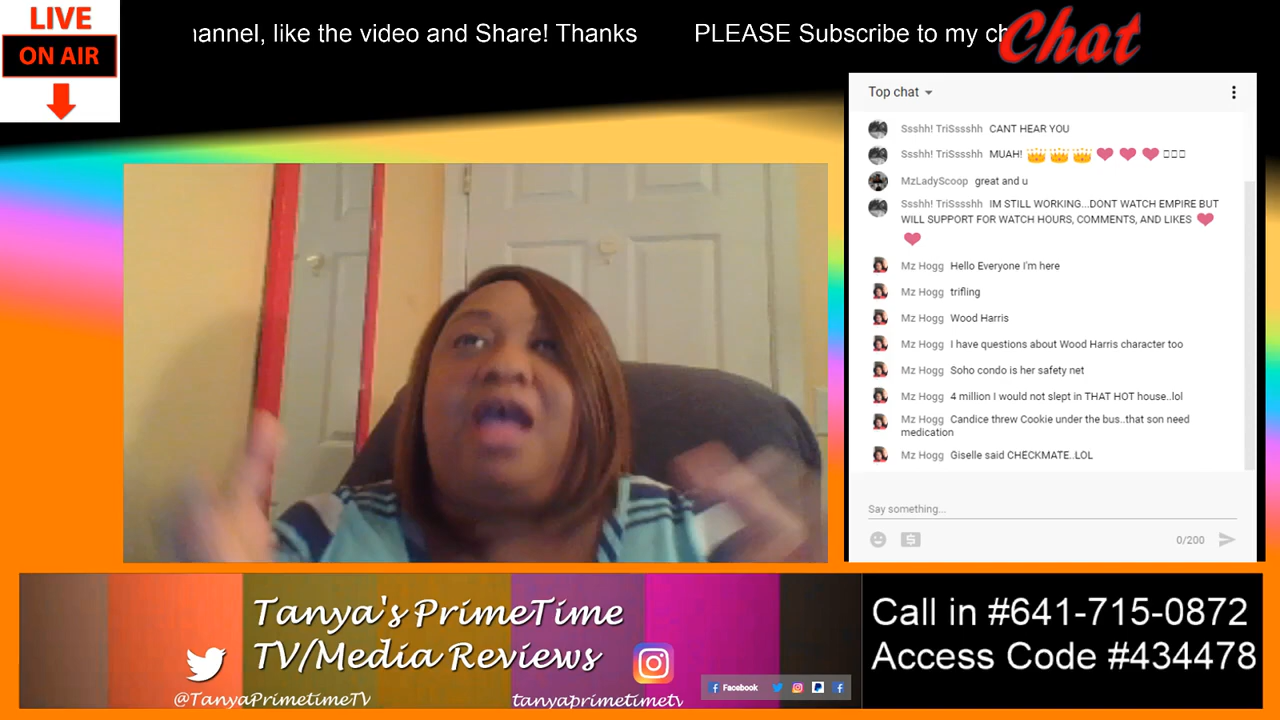 LIVE
ON AIR
hannel, like the video and Share! Thanks
PLEASE Subscribe to my ch
Chat
Top chat
Ssshh! TriSsshh CANT HEAR YOU
Ssshh! TriSsshh MUAH!
MzLadyScoop great and u
Ssshh! TriSsshh IM STILL WORKING...DONT WATCH EMPIRE BUT
WILL SUPPORT FOR WATCH HOURS, COMMENTS, AND LIKES
Mz Hogg Hello Everyone I'm here
Mz Hogg trifling
Mz Hogg Wood Harris
Mz Hogg I have questions about Wood Harris character too
Mz Hogg Soho condo is her safety net
Mz Hogg 4 million I would not slept in THAT HOT house..lol
Mz Hogg Candice threw Cookie under the bus..that son need
medication
Mz Hogg Giselle said CHECKMATE..LOL
Say something...
0/200
Tanya's PrimeTime
TV/Media Reviews
@TanyaPrimetimeTV
tanyaprimetimetv
Facebook
Call in #641-715-0872
Access Code #434478